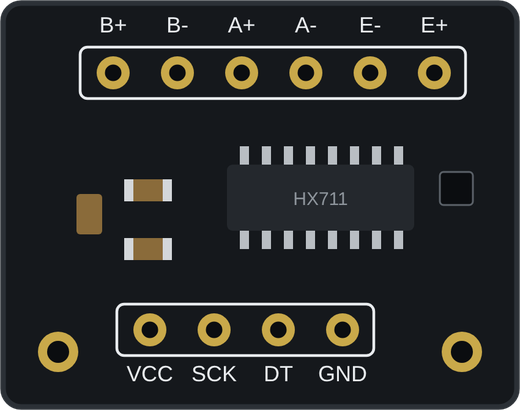 B+ B- A+ A- E- E+
HX711
VCC SCK DT GND